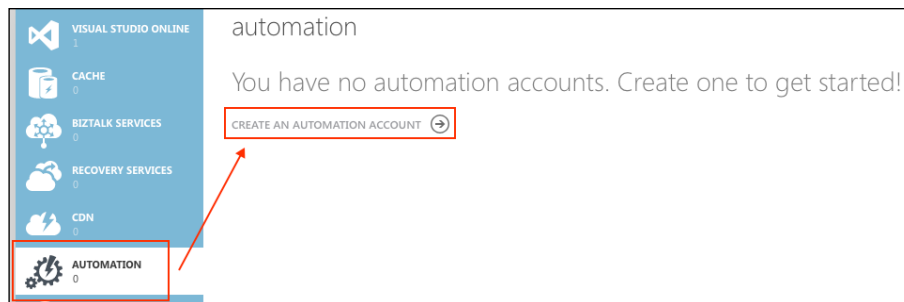 VISUAL STUDIO ONLINE
1
CACHE
0
BIZTALK SERVICES
0
RECOVERY SERVICES
0
CDN
0
AUTOMATION
0
automation
You have no automation accounts. Create one to get started!
CREATE AN AUTOMATION ACCOUNT